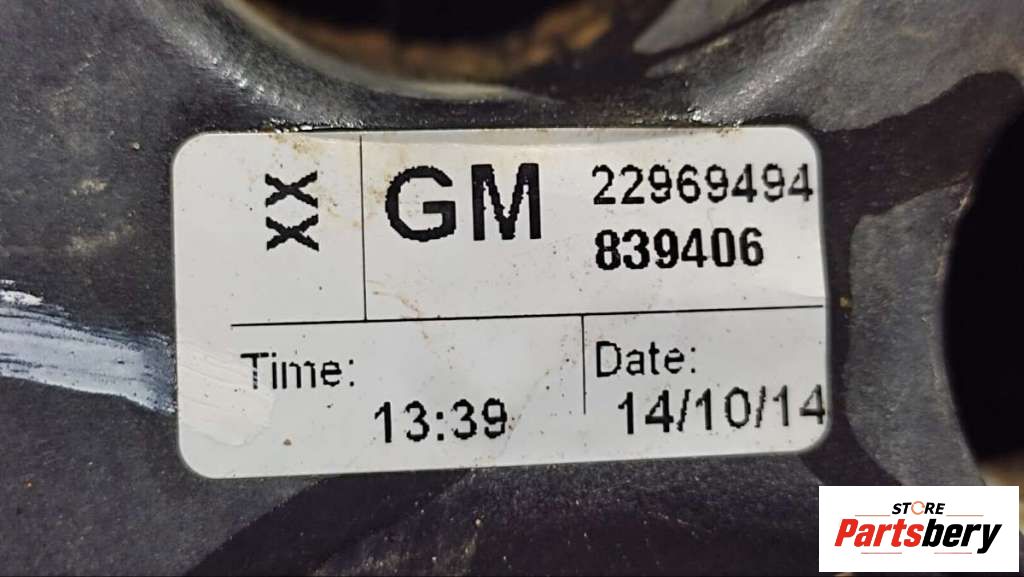 XX
GM
22969494
839406
Time:
13:39
Date:
14/10/14
STORE
Partsbery